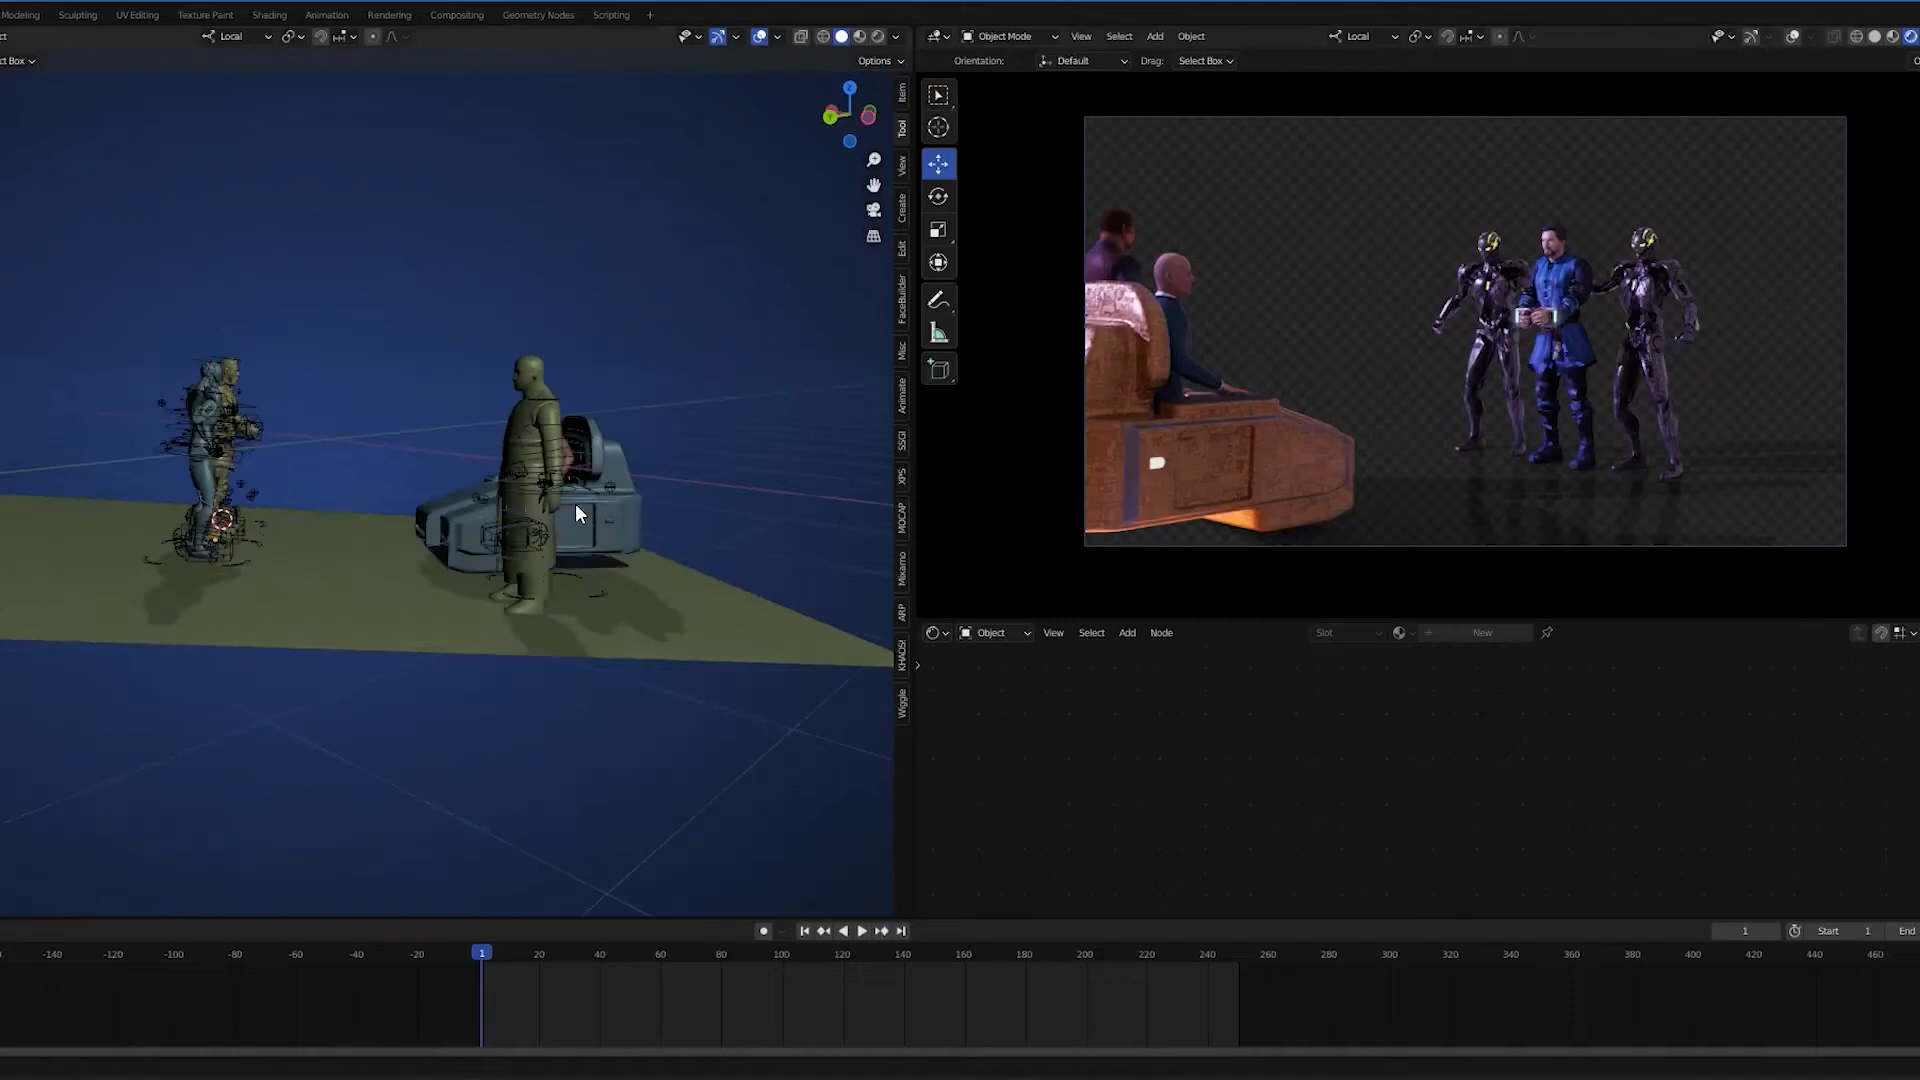 Modeling Sculpting UV Editing Texture Paint Shading Animation Rendering Compositing Geometry Nodes Scripting +
ct Local Object Mode View Select Add Object Local
ct Box Options Orientation: Default Drag: Select Box
Z
Y
Item
Tool
View
Create
Edit
FaceBuilder
Misc
Animate
SSGI
XPS
MOCAP
Mixamo
ARP
KHAOS!
Wiggle
Object View Select Add Node Slot New
1 Start 1 End
-140 -120 -100 -80 -60 -40 -20 1 20 40 60 80 100 120 140 160 180 200 220 240 260 280 300 320 340 360 380 400 420 440 460